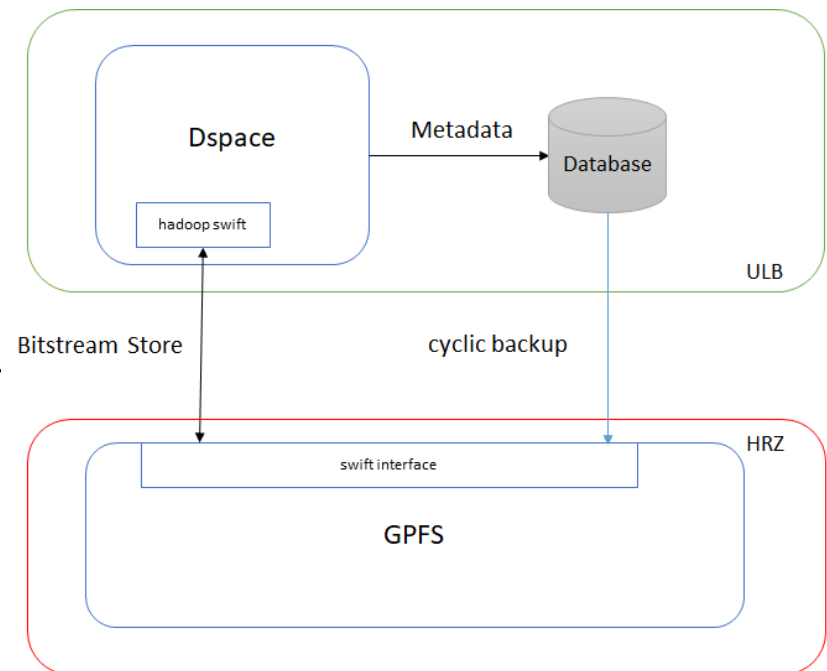 Dspace
Metadata
Database
hadoop swift
ULB
Bitstream Store
cyclic backup
HRZ
swift interface
GPFS